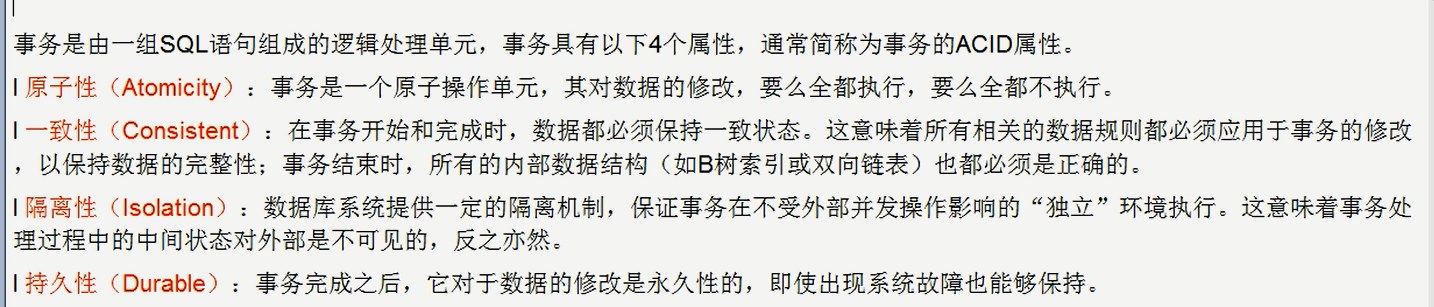 事务是由一组SQL语句组成的逻辑处理单元，事务具有以下4个属性，通常简称为事务的ACID属性。
l 原子性（Atomicity）：事务是一个原子操作单元，其对数据的修改，要么全都执行，要么全都不执行。
l 一致性（Consistent）：在事务开始和完成时，数据都必须保持一致状态。这意味着所有相关的数据规则都必须应用于事务的修改
，以保持数据的完整性；事务结束时，所有的内部数据结构（如B树索引或双向链表）也都必须是正确的。
l 隔离性（Isolation）：数据库系统提供一定的隔离机制，保证事务在不受外部并发操作影响的“独立”环境执行。这意味着事务处
理过程中的中间状态对外部是不可见的，反之亦然。
l 持久性（Durable）：事务完成之后，它对于数据的修改是永久性的，即使出现系统故障也能够保持。